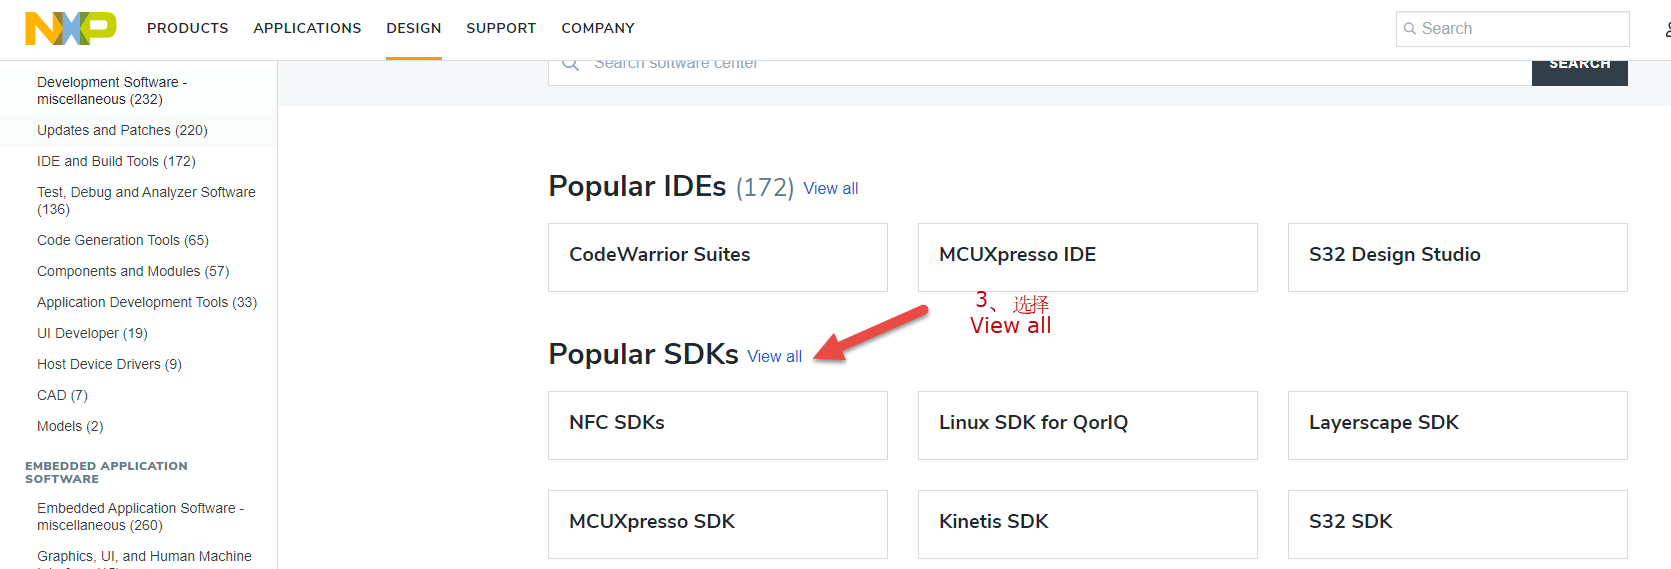 NXP
PRODUCTS
APPLICATIONS
DESIGN
SUPPORT
COMPANY
Search
Search software center
SEARCH
Development Software -
miscellaneous (232)
Updates and Patches (220)
IDE and Build Tools (172)
Test, Debug and Analyzer Software
(136)
Code Generation Tools (65)
Components and Modules (57)
Application Development Tools (33)
UI Developer (19)
Host Device Drivers (9)
CAD (7)
Models (2)
EMBEDDED APPLICATION
SOFTWARE
Embedded Application Software -
miscellaneous (260)
Graphics, UI, and Human Machine
Popular IDEs (172) View all
CodeWarrior Suites
MCUXpresso IDE
S32 Design Studio
3、选择
View all
Popular SDKs View all
NFC SDKs
Linux SDK for QorIQ
Layerscape SDK
MCUXpresso SDK
Kinetis SDK
S32 SDK